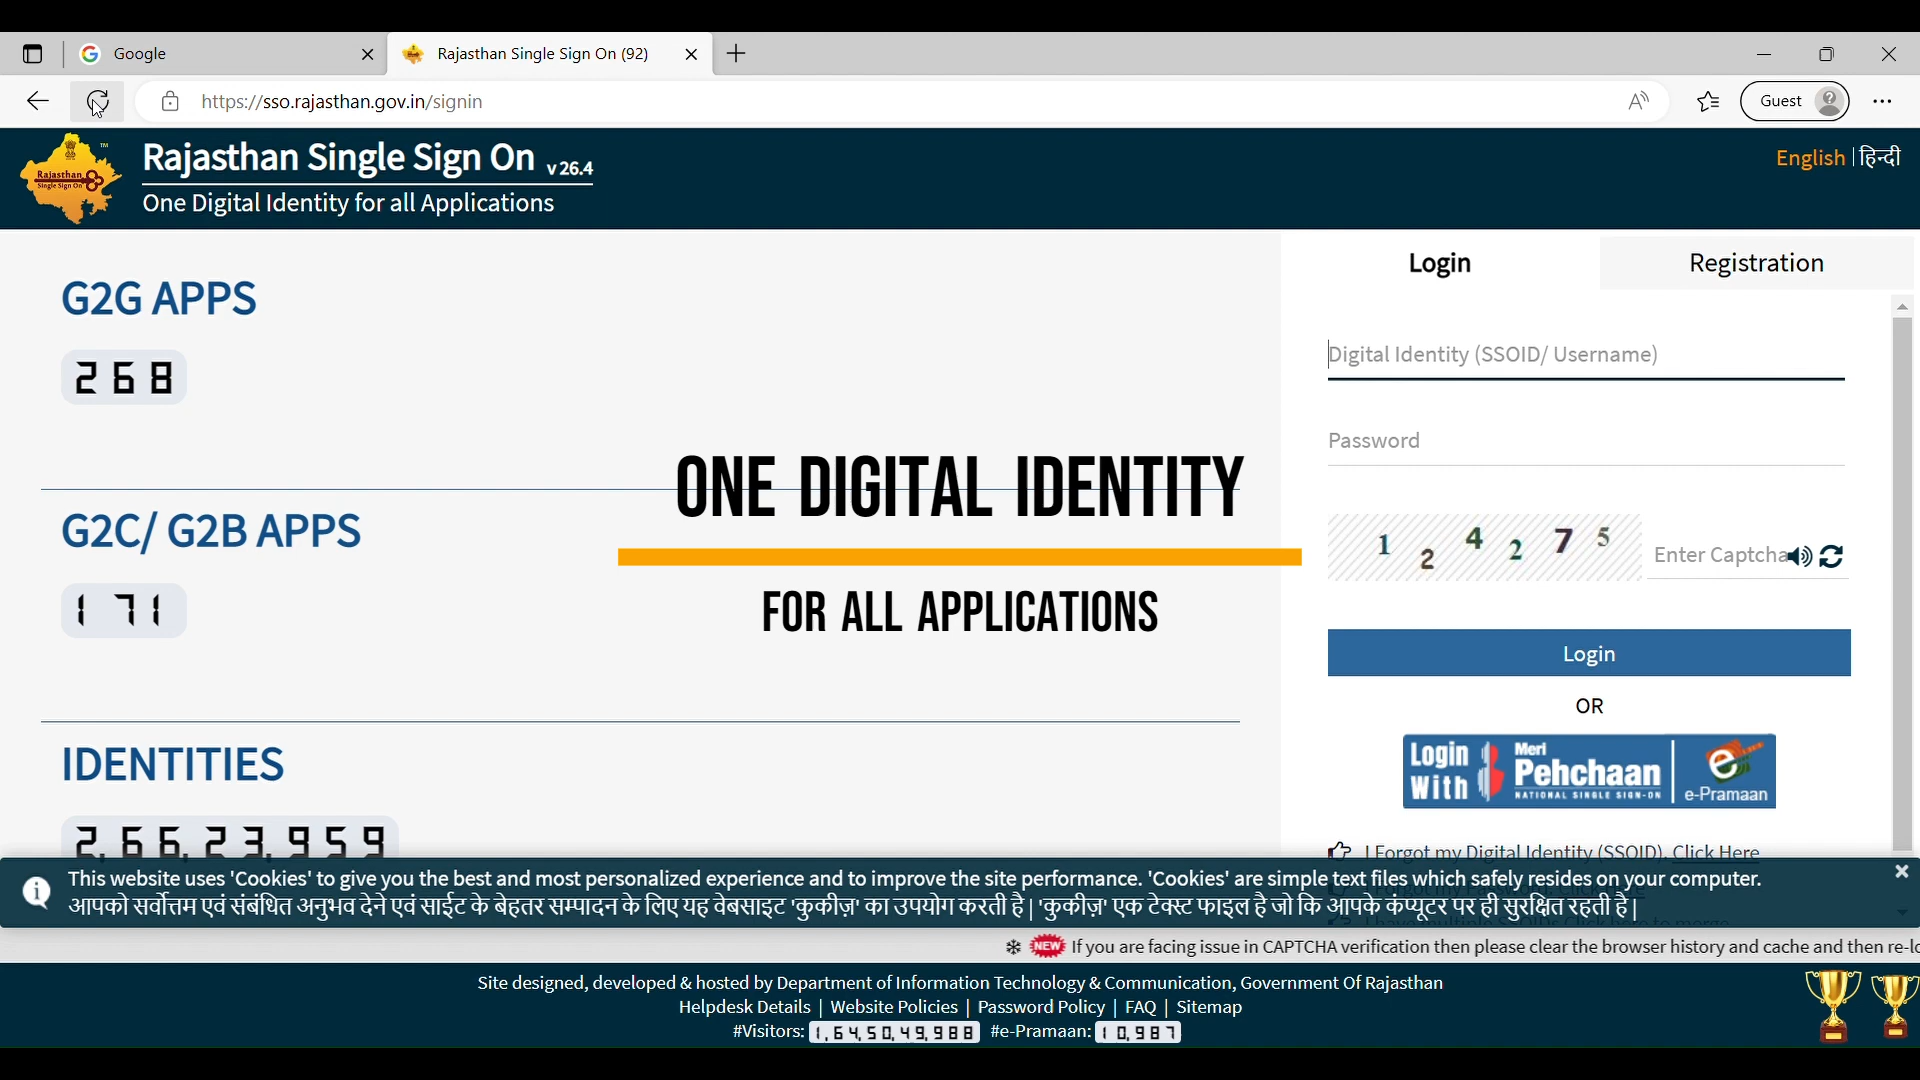 Google
Rajasthan Single Sign On (92)
https://sso.rajasthan.gov.in/signin
Guest
Rajasthan
Single Sign On
TM
Rajasthan Single Sign On v 26.4
One Digital Identity for all Applications
English | हिन्दी
G2G APPS
268
G2C/ G2B APPS
171
IDENTITIES
2,66,23,959
ONE DIGITAL IDENTITY
FOR ALL APPLICATIONS
Login
Registration
Digital Identity (SSOID/ Username)
Password
1 2 4 2 7 5
Enter Captcha
Login
OR
Login With
Meri Pehchaan
NATIONAL SINGLE SIGN-ON
e-Pramaan
I Forgot my Digital Identity (SSOID). Click Here
This website uses 'Cookies' to give you the best and most personalized experience and to improve the site performance. 'Cookies' are simple text files which safely resides on your computer.
आपको सर्वोत्तम एवं संबंधित अनुभव देने एवं साईट के बेहतर सम्पादन के लिए यह वेबसाइट 'कुकीज़' का उपयोग करती है | 'कुकीज़' एक टेक्स्ट फाइल है जो कि आपके कंप्यूटर पर ही सुरक्षित रहती है |
NEW If you are facing issue in CAPTCHA verification then please clear the browser history and cache and then re-lo
Site designed, developed & hosted by Department of Information Technology & Communication, Government Of Rajasthan
Helpdesk Details | Website Policies | Password Policy | FAQ | Sitemap
#Visitors: 1,64,50,49,988 #e-Pramaan: 10,987